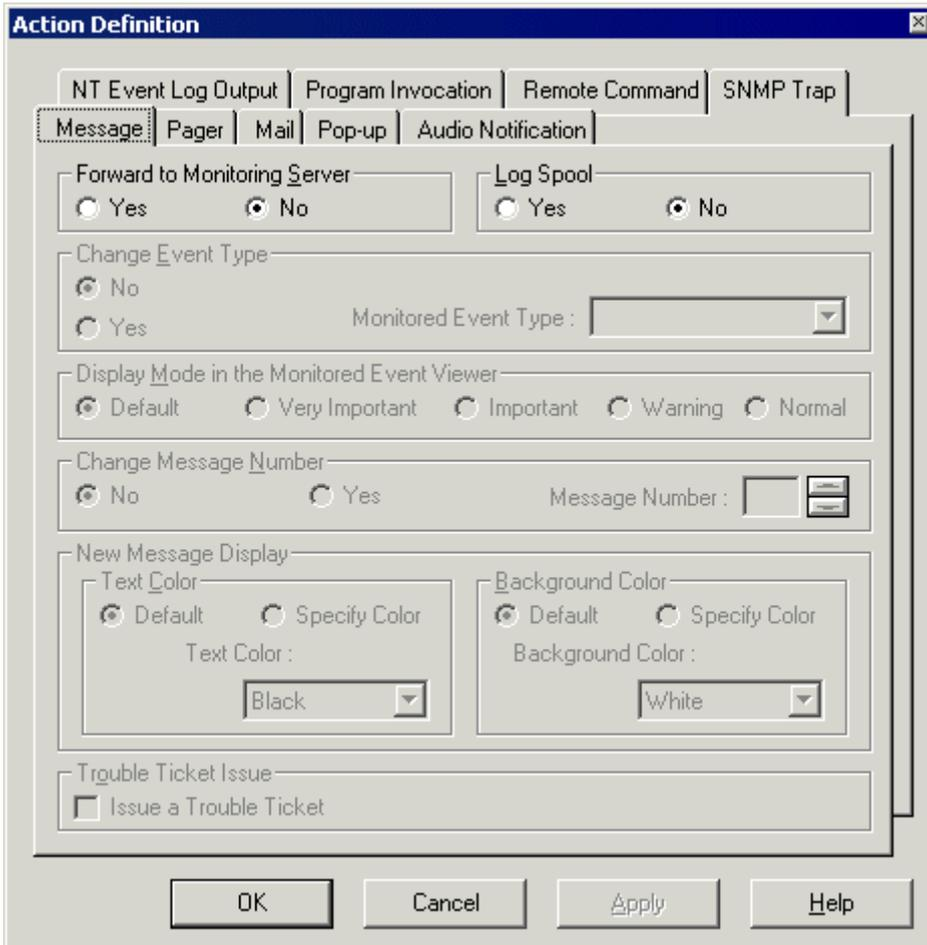 Action Definition
NT Event Log Output Program Invocation Remote Command SNMP Trap
Message Pager Mail Pop-up Audio Notification
Forward to Monitoring Server Log Spool
Yes No Yes No
Change Event Type
No
Yes Monitored Event Type :
Display Mode in the Monitored Event Viewer
Default Very Important Important Warning Normal
Change Message Number
No Yes Message Number :
New Message Display
Text Color Background Color
Default Specify Color Default Specify Color
Text Color : Background Color :
Black White
Trouble Ticket Issue
Issue a Trouble Ticket
OK Cancel Apply Help